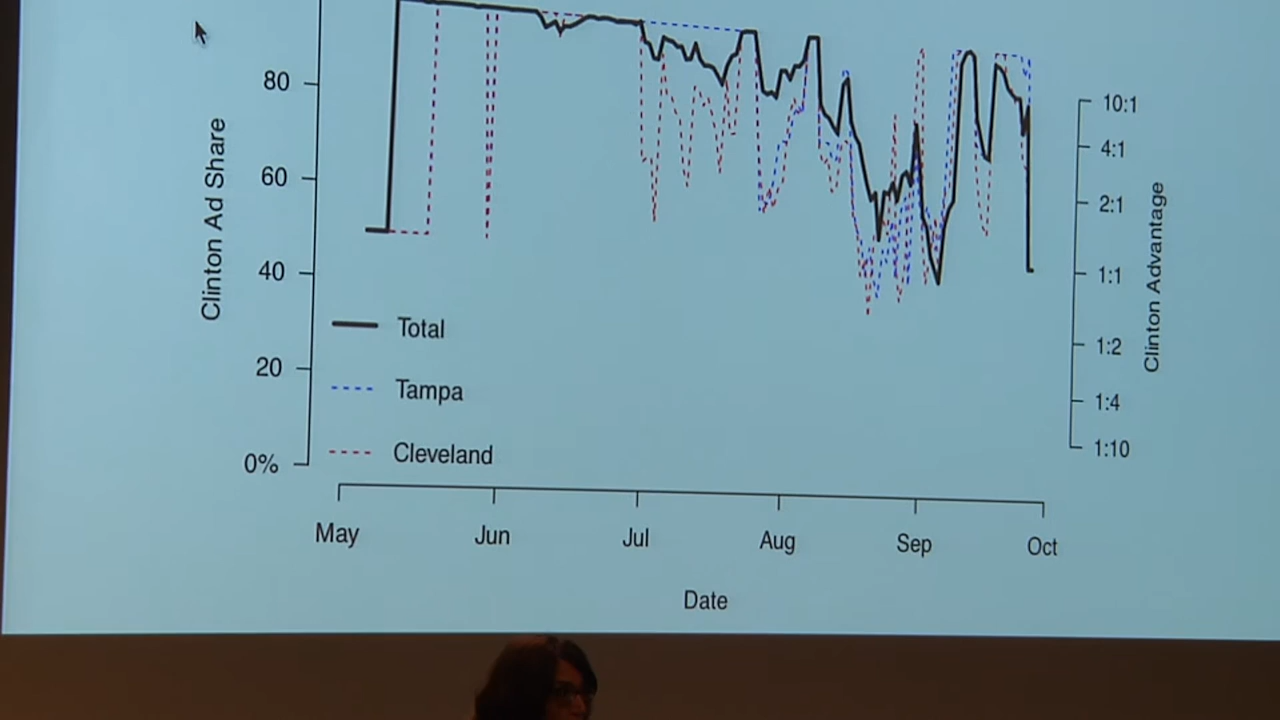 80
60
40
20
0%
Clinton Ad Share
Total
Tampa
Cleveland
10:1
4:1
2:1
1:1
1:2
1:4
1:10
Clinton Advantage
May
Jun
Jul
Aug
Sep
Oct
Date